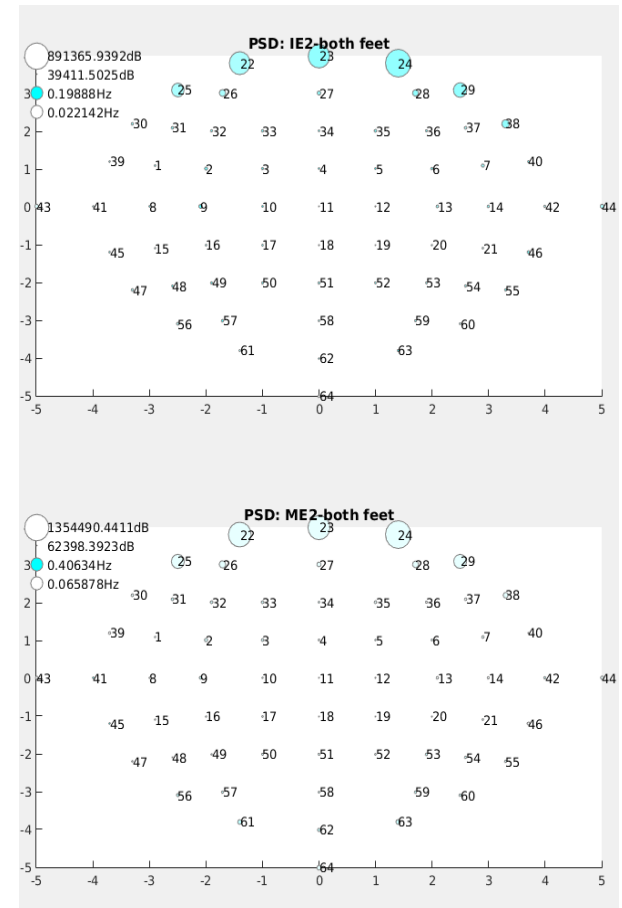 PSD: IE2-both feet
891365.9392dB
39411.5025dB
0.19888Hz
0.022142Hz
22 23 24
25 26 27 28 29
3
30 31 32 33 34 35 36 37 38
2
39 1 2 3 4 5 6 7 40
1
0 43 41 8 9 10 11 12 13 14 42 44
-1
45 15 16 17 18 19 20 21 46
-2
47 48 49 50 51 52 53 54 55
-3
56 57 58 59 60
61 62 63
-4
-5
64
-5 -4 -3 -2 -1 0 1 2 3 4 5
PSD: ME2-both feet
1354490.4411dB
62398.3923dB
0.40634Hz
0.065878Hz
22 23 24
25 26 27 28 29
3
30 31 32 33 34 35 36 37 38
2
39 1 2 3 4 5 6 7 40
1
0 43 41 8 9 10 11 12 13 14 42 44
-1
45 15 16 17 18 19 20 21 46
-2
47 48 49 50 51 52 53 54 55
-3
56 57 58 59 60
61 62 63
-4
-5
64
-5 -4 -3 -2 -1 0 1 2 3 4 5